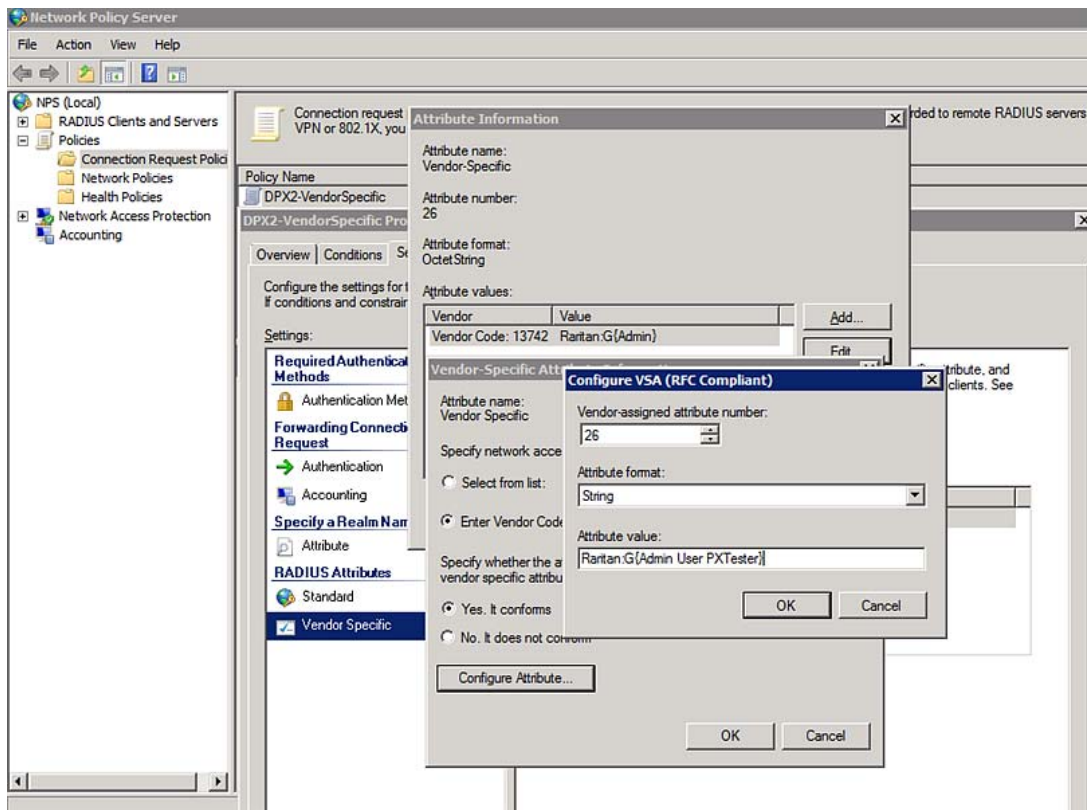 Network Policy Server
File Action View Help
NPS (Local)
RADIUS Clients and Servers
Policies
Connection Request Polici
Network Policies
Health Policies
Network Access Protection
Accounting
Connection request
VPN or 802.1X, you
rded to remote RADIUS servers
Policy Name
DPX2-VendorSpecific
DPX2-VendorSpecific Pro
Overview Conditions Se
Configure the settings for
If conditions and constrain
Settings:
Required Authenticat
Methods
Authentication Met
Forwarding Connecti
Request
Authentication
Accounting
Specify a Realm Nam
Attribute
RADIUS Attributes
Standard
Vendor Specific
Attribute Information
Attribute name:
Vendor-Specific
Attribute number:
26
Attribute format:
OctetString
Attribute values:
Vendor Value
Vendor Code: 13742 Raritan:G{Admin}
Add...
Edit
tribute, and
clients. See
Vendor-Specific Att
Attribute name:
Vendor Specific
Specify network acce
Select from list:
Enter Vendor Code
Specify whether the a
vendor specific attribu
Yes. It conforms
No. It does not conform
Configure Attribute...
OK Cancel
Configure VSA (RFC Compliant)
Vendor-assigned attribute number:
26
Attribute format:
String
Attribute value:
Raritan:G{Admin User PXTester}
OK Cancel